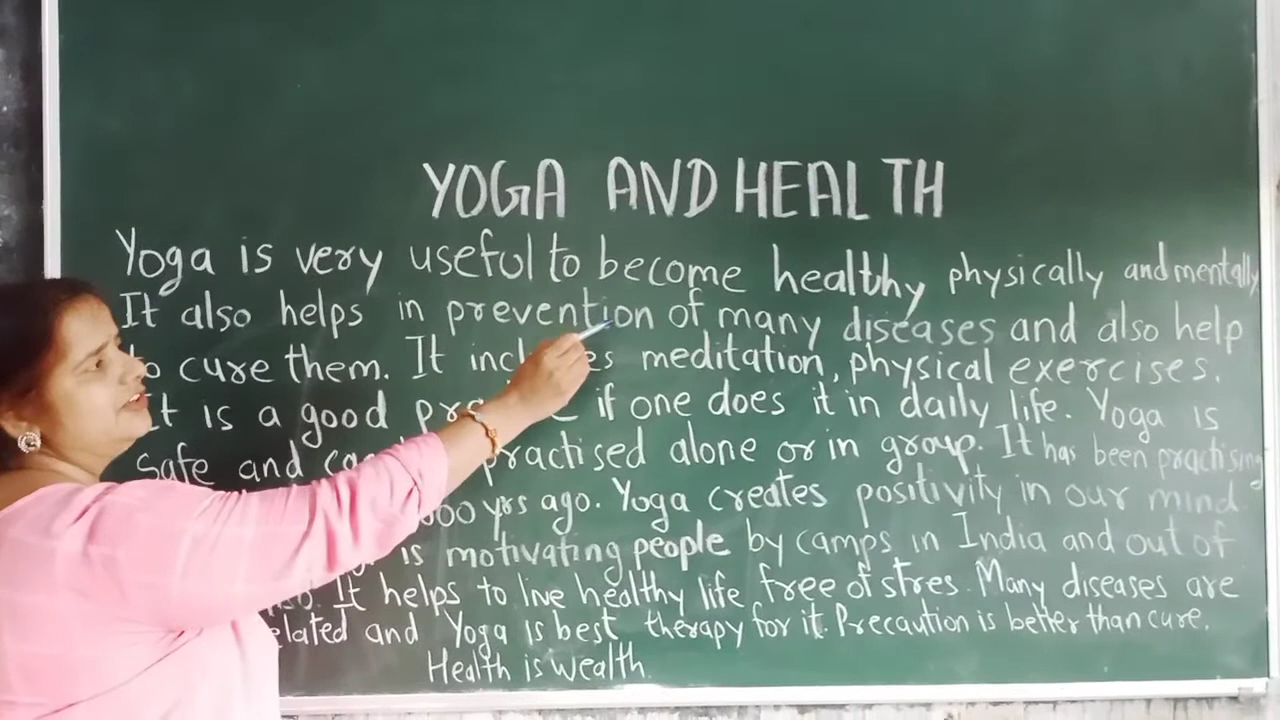 YOGA AND HEALTH
Yoga is very useful to become healthy physically and mentally
It also helps in prevention of many diseases and also help
to cure them. It includes meditation, physical exercises.
It is a good if one does it in daily life. Yoga is
safe and practised alone or in group. It has been practising
yrs ago. Yoga creates positivity in our mind
is motivating people by camps in India and out of
It helps to live healthy life free of stres. Many diseases are
and Yoga is best therapy for it. Precaution is better than cure.
Health is wealth.